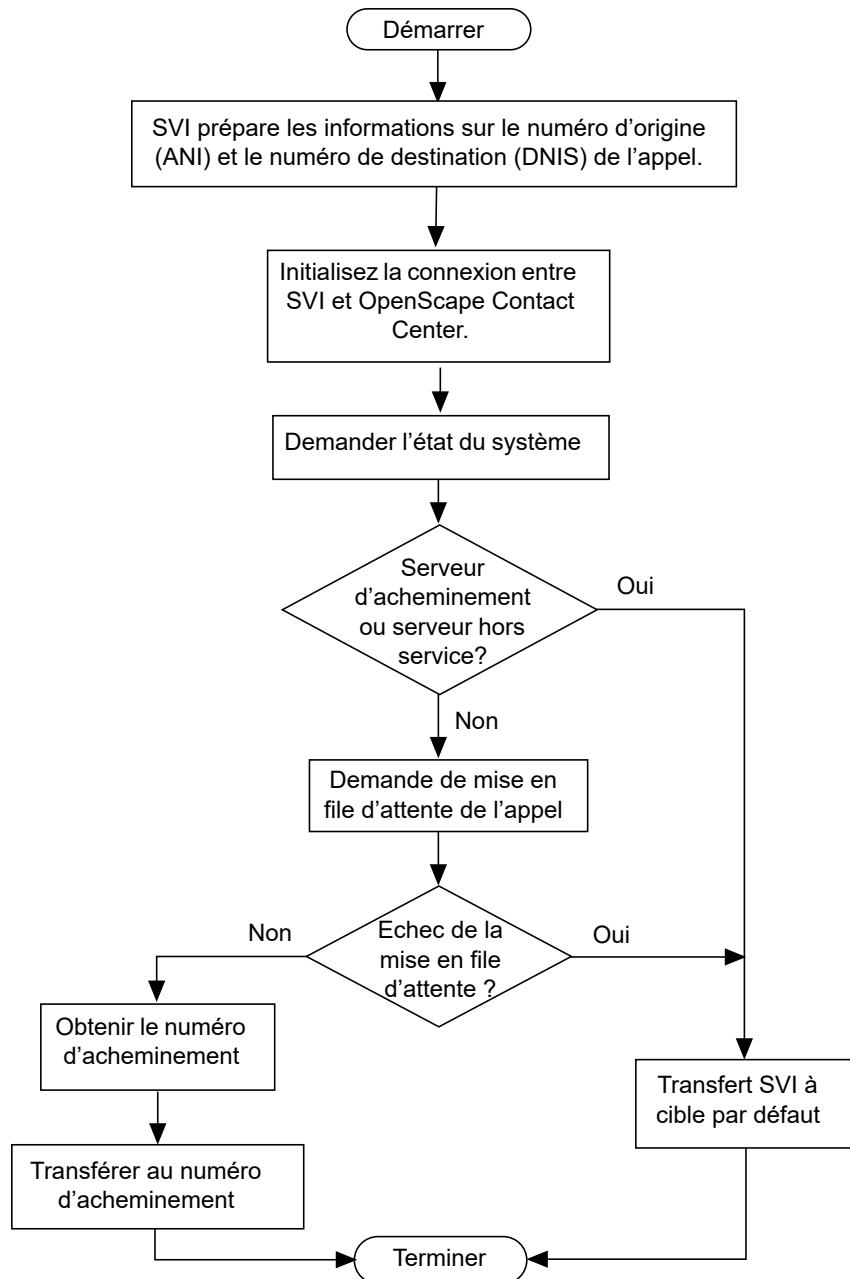 Démarrer
SVI prépare les informations sur le numéro d’origine
(ANI) et le numéro de destination (DNIS) de l’appel.
Initialisez la connexion entre
SVI et OpenScape Contact
Center.
Demander l’état du système
Serveur
d’acheminement
ou serveur hors
service?
Oui
Non
Demande de mise en
file d’attente de l’appel
Non
Echec de la
mise en file
d’attente ?
Oui
Obtenir le numéro
d’acheminement
Transfert SVI à
cible par défaut
Transférer au numéro
d’acheminement
Terminer